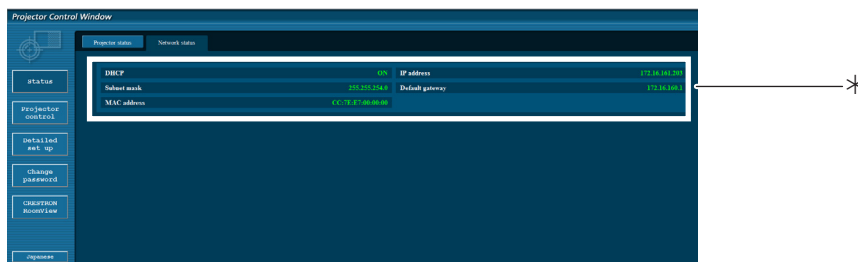 Projector Control Window
Projector status Network status
DHCP ON IP address 172.16.161.203
Subnet mask 255.255.254.0 Default gateway 172.16.160.1
MAC address CC:7E:E7:00:00:00
Status
Projector
control
Detailed
set up
Change
password
CRESTRON
RoomView
Japanese